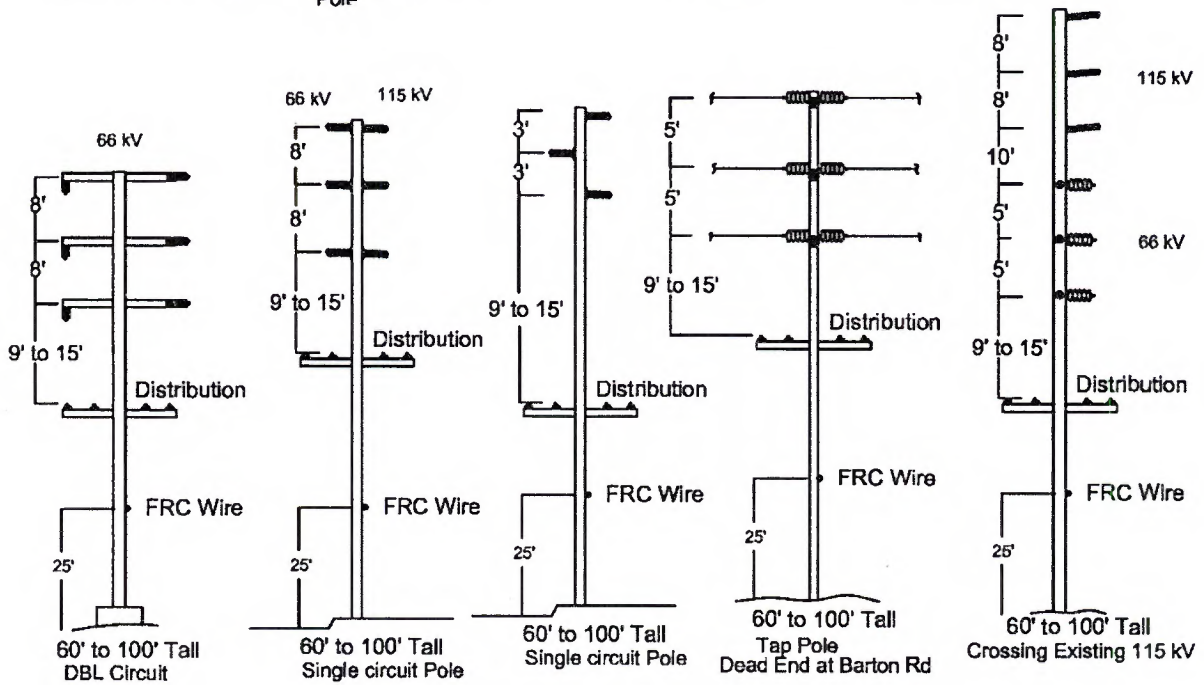 Pole
66 kV
8'
8'
9' to 15'
Distribution
FRC Wire
25'
60' to 100' Tall
DBL Circuit
66 kV
115 kV
8'
8'
9' to 15'
Distribution
FRC Wire
25'
60' to 100' Tall
Single circuit Pole
3'
3'
9' to 15'
Distribution
FRC Wire
25'
60' to 100' Tall
Single circuit Pole
5'
5'
9' to 15'
Distribution
FRC Wire
25'
60' to 100' Tall
Tap Pole
Dead End at Barton Rd
8'
115 kV
8'
10'
5'
66 kV
5'
9' to 15'
Distribution
FRC Wire
25'
60' to 100' Tall
Crossing Existing 115 kV